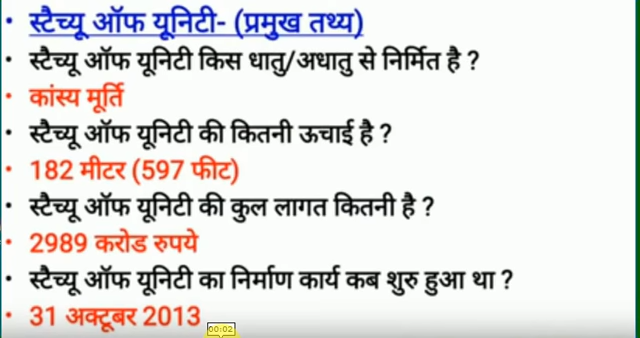 • स्टैच्यू ऑफ यूनिटी- (प्रमुख तथ्य)
• स्टैच्यू ऑफ यूनिटी किस धातु/अधातु से निर्मित है ?
• कांस्य मूर्ति
• स्टैच्यू ऑफ यूनिटी की कितनी ऊचाई है ?
• 182 मीटर (597 फीट)
• स्टैच्यू ऑफ यूनिटी की कुल लागत कितनी है ?
• 2989 करोड रुपये
• स्टैच्यू ऑफ यूनिटी का निर्माण कार्य कब शुरु हुआ था ?
• 31 अक्टूबर 2013
00:02